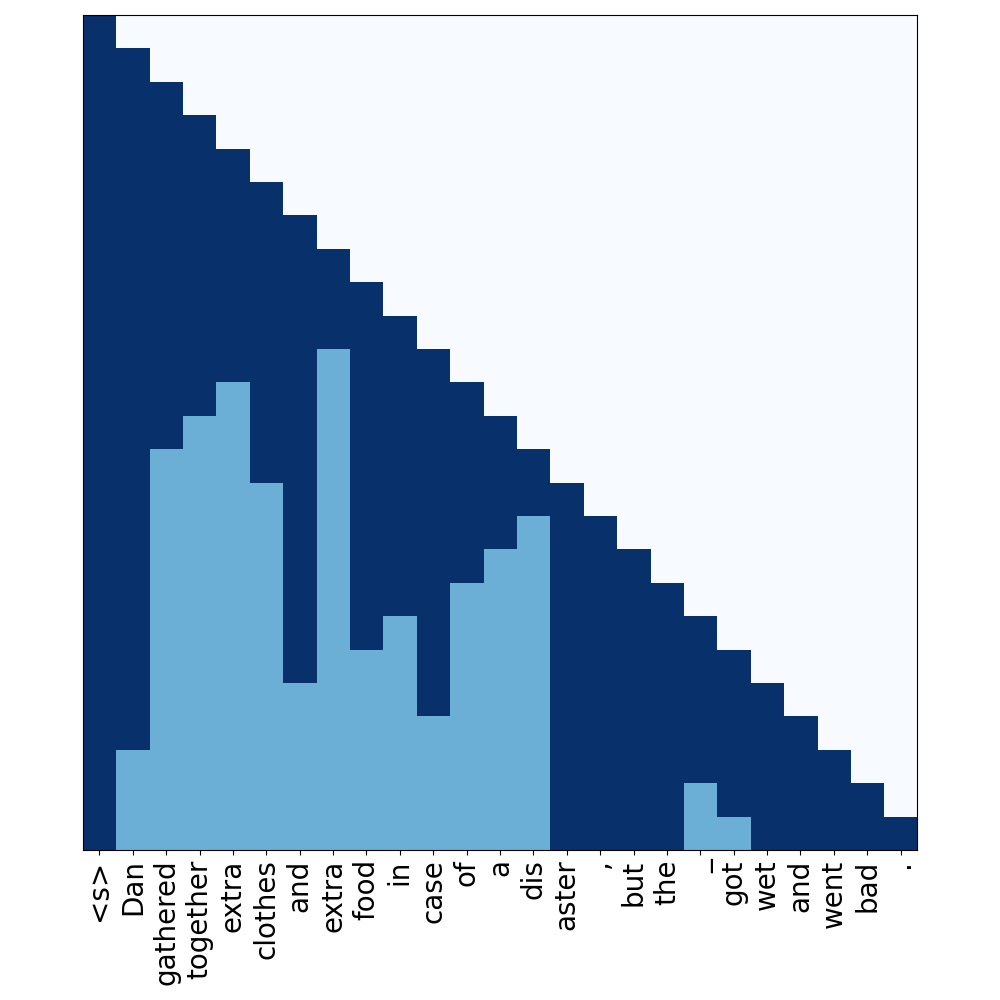 <s> Dan gathered together extra clothes and extra food in case of a dis aster , but the _ got wet and went bad .